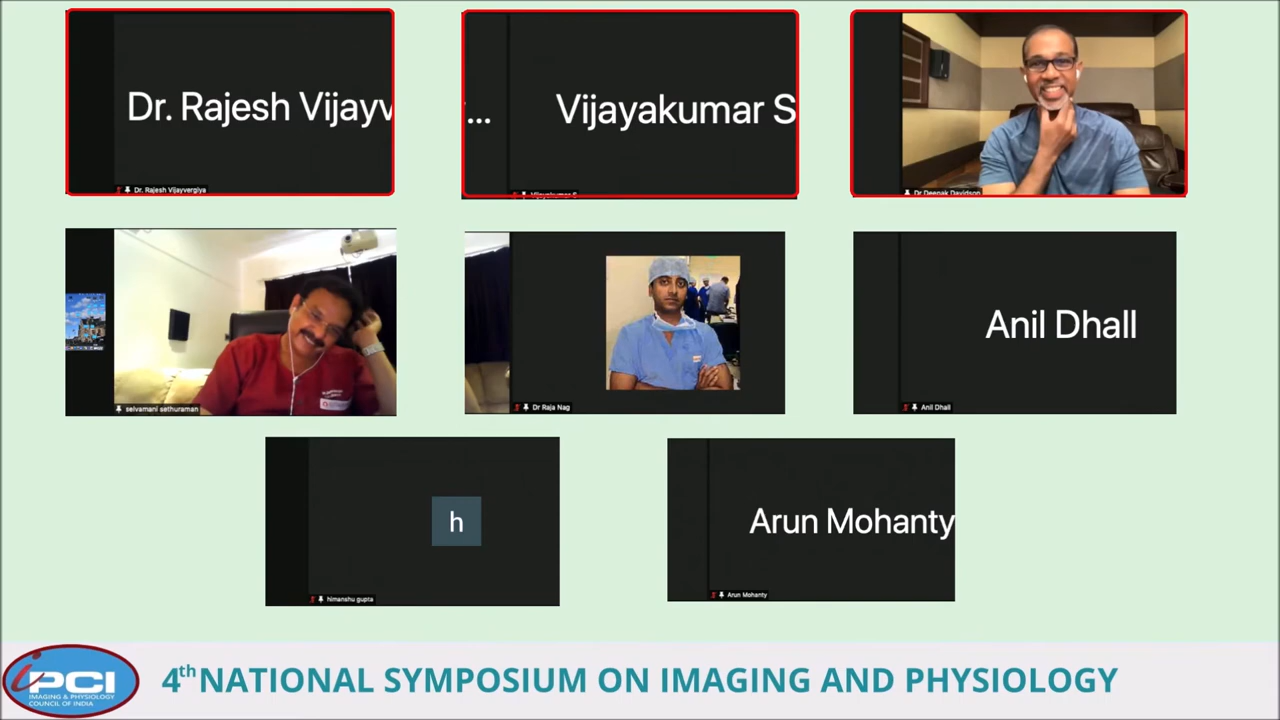 Dr. Rajesh Vijayv
Dr. Rajesh Vijayvergiya
...
Vijayakumar S
Vijayakumar S
Dr Deepak Davidson
selvamani sethuraman
Dr Raja Nag
Anil Dhall
Anil Dhall
h
himanshu gupta
Arun Mohanty
Arun Mohanty
iPCI
IMAGING & PHYSIOLOGY
COUNCIL OF INDIA
4th NATIONAL SYMPOSIUM ON IMAGING AND PHYSIOLOGY